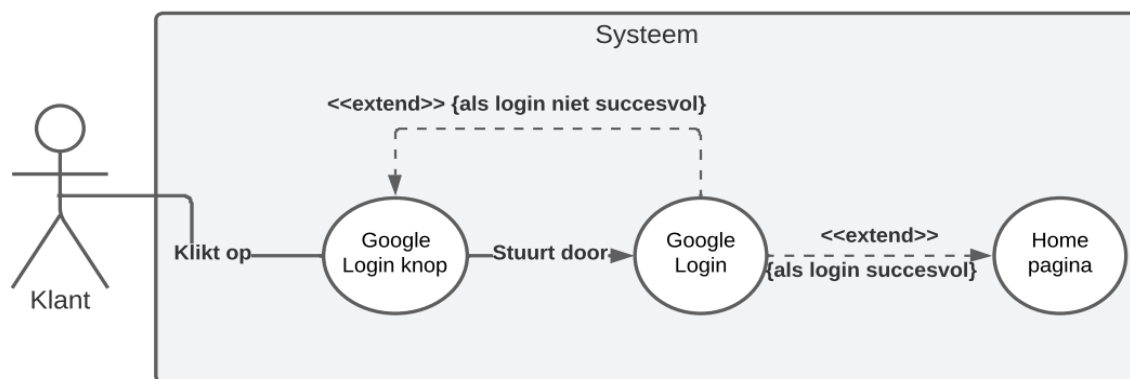 Systeem
<<extend>> {als login niet succesvol}
Klant
Klikt op
Google
Login knop
Stuurt door
Google
Login
<<extend>>
{als login succesvol}
Home
pagina